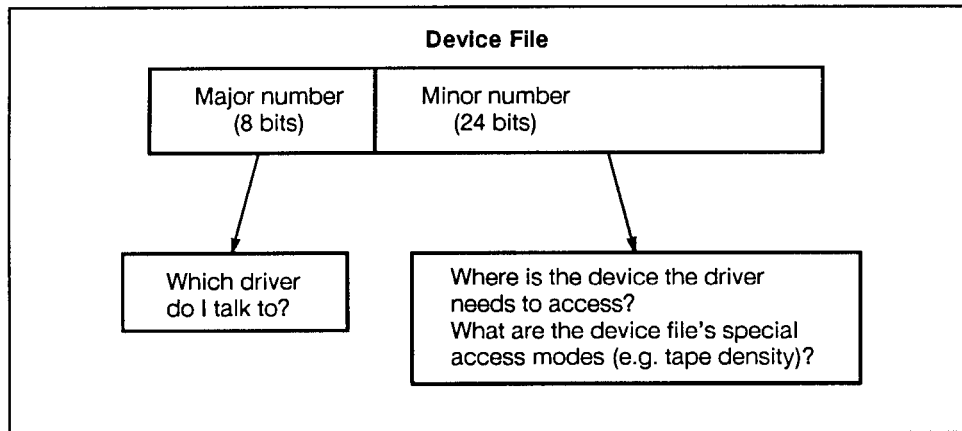 Device File
Major number
(8 bits)
Minor number
(24 bits)
Which driver
do I talk to?
Where is the device the driver
needs to access?
What are the device file's special
access modes (e.g. tape density)?